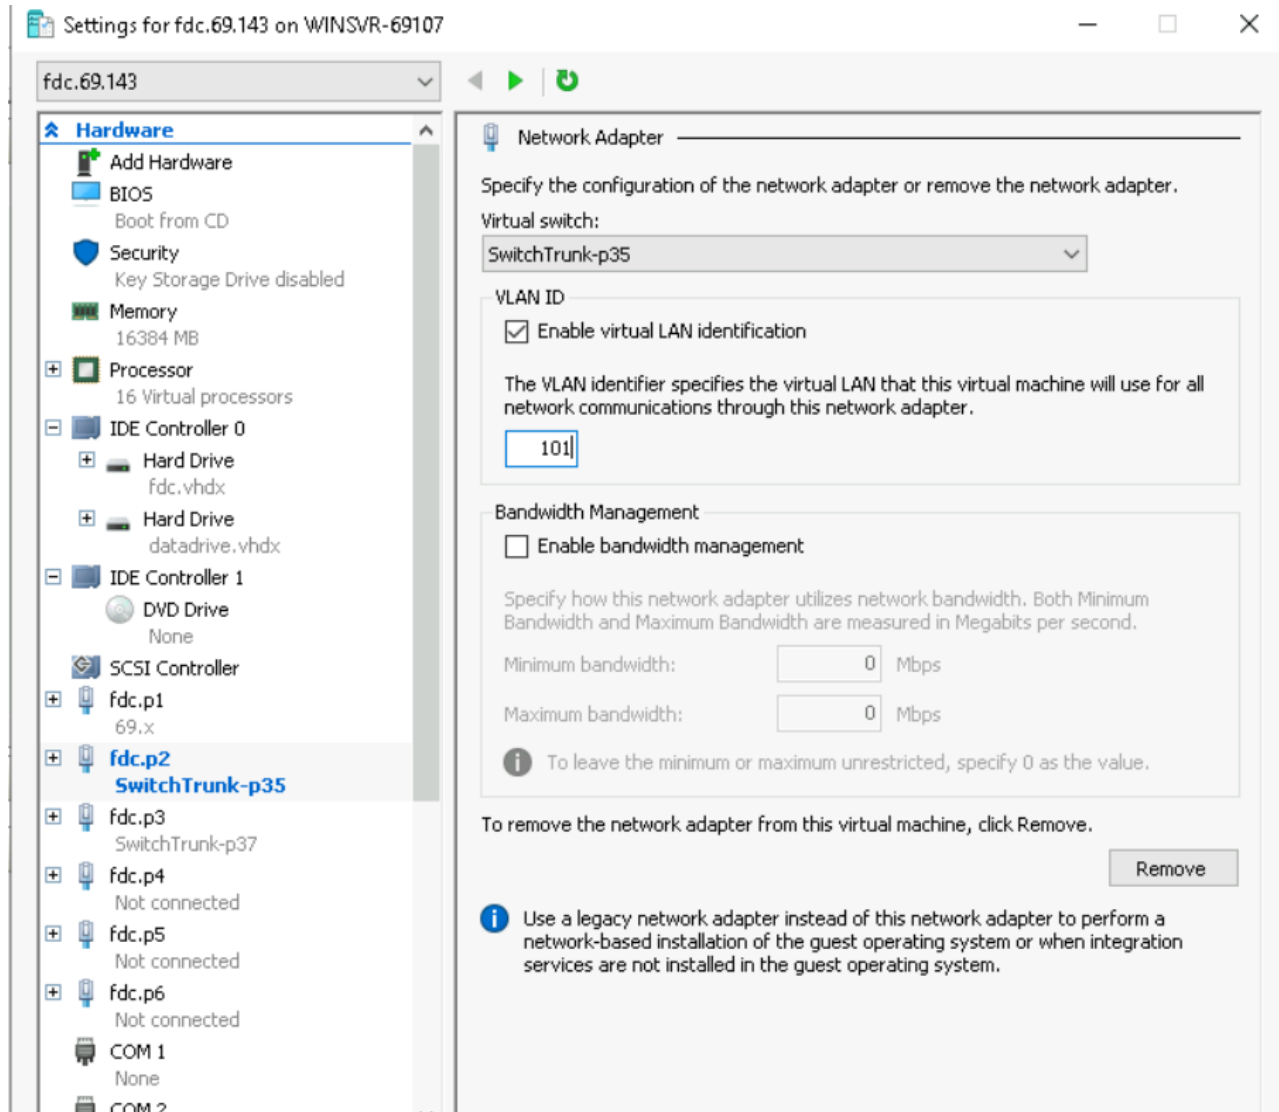 Settings for fdc.69.143 on WINSVR-69107
fdc.69.143
Hardware
Add Hardware
BIOS
Boot from CD
Security
Key Storage Drive disabled
Memory
16384 MB
Processor
16 Virtual processors
IDE Controller 0
Hard Drive
fdc.vhdx
Hard Drive
datadrive.vhdx
IDE Controller 1
DVD Drive
None
SCSI Controller
fdc.p1
69.x
fdc.p2
SwitchTrunk-p35
fdc.p3
SwitchTrunk-p37
fdc.p4
Not connected
fdc.p5
Not connected
fdc.p6
Not connected
COM 1
None
COM 2
Network Adapter
Specify the configuration of the network adapter or remove the network adapter.
Virtual switch:
SwitchTrunk-p35
VLAN ID
Enable virtual LAN identification
The VLAN identifier specifies the virtual LAN that this virtual machine will use for all
network communications through this network adapter.
101
Bandwidth Management
Enable bandwidth management
Specify how this network adapter utilizes network bandwidth. Both Minimum
Bandwidth and Maximum Bandwidth are measured in Megabits per second.
Minimum bandwidth: 0 Mbps
Maximum bandwidth: 0 Mbps
To leave the minimum or maximum unrestricted, specify 0 as the value.
To remove the network adapter from this virtual machine, click Remove.
Remove
Use a legacy network adapter instead of this network adapter to perform a
network-based installation of the guest operating system or when integration
services are not installed in the guest operating system.